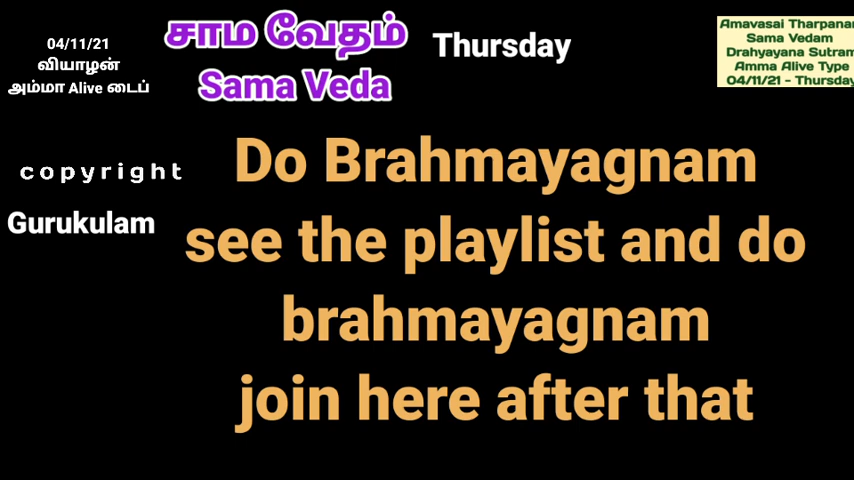 04/11/21
வியாழன்
அம்மா Alive டைப்
சாம வேதம்
Sama Veda
Thursday
Amavasai Tharpanam
Sama Vedam
Drahyayana Sutram
Amma Alive Type
04/11/21 - Thursday
copyright
Gurukulam
Do Brahmayagnam
see the playlist and do
brahmayagnam
join here after that